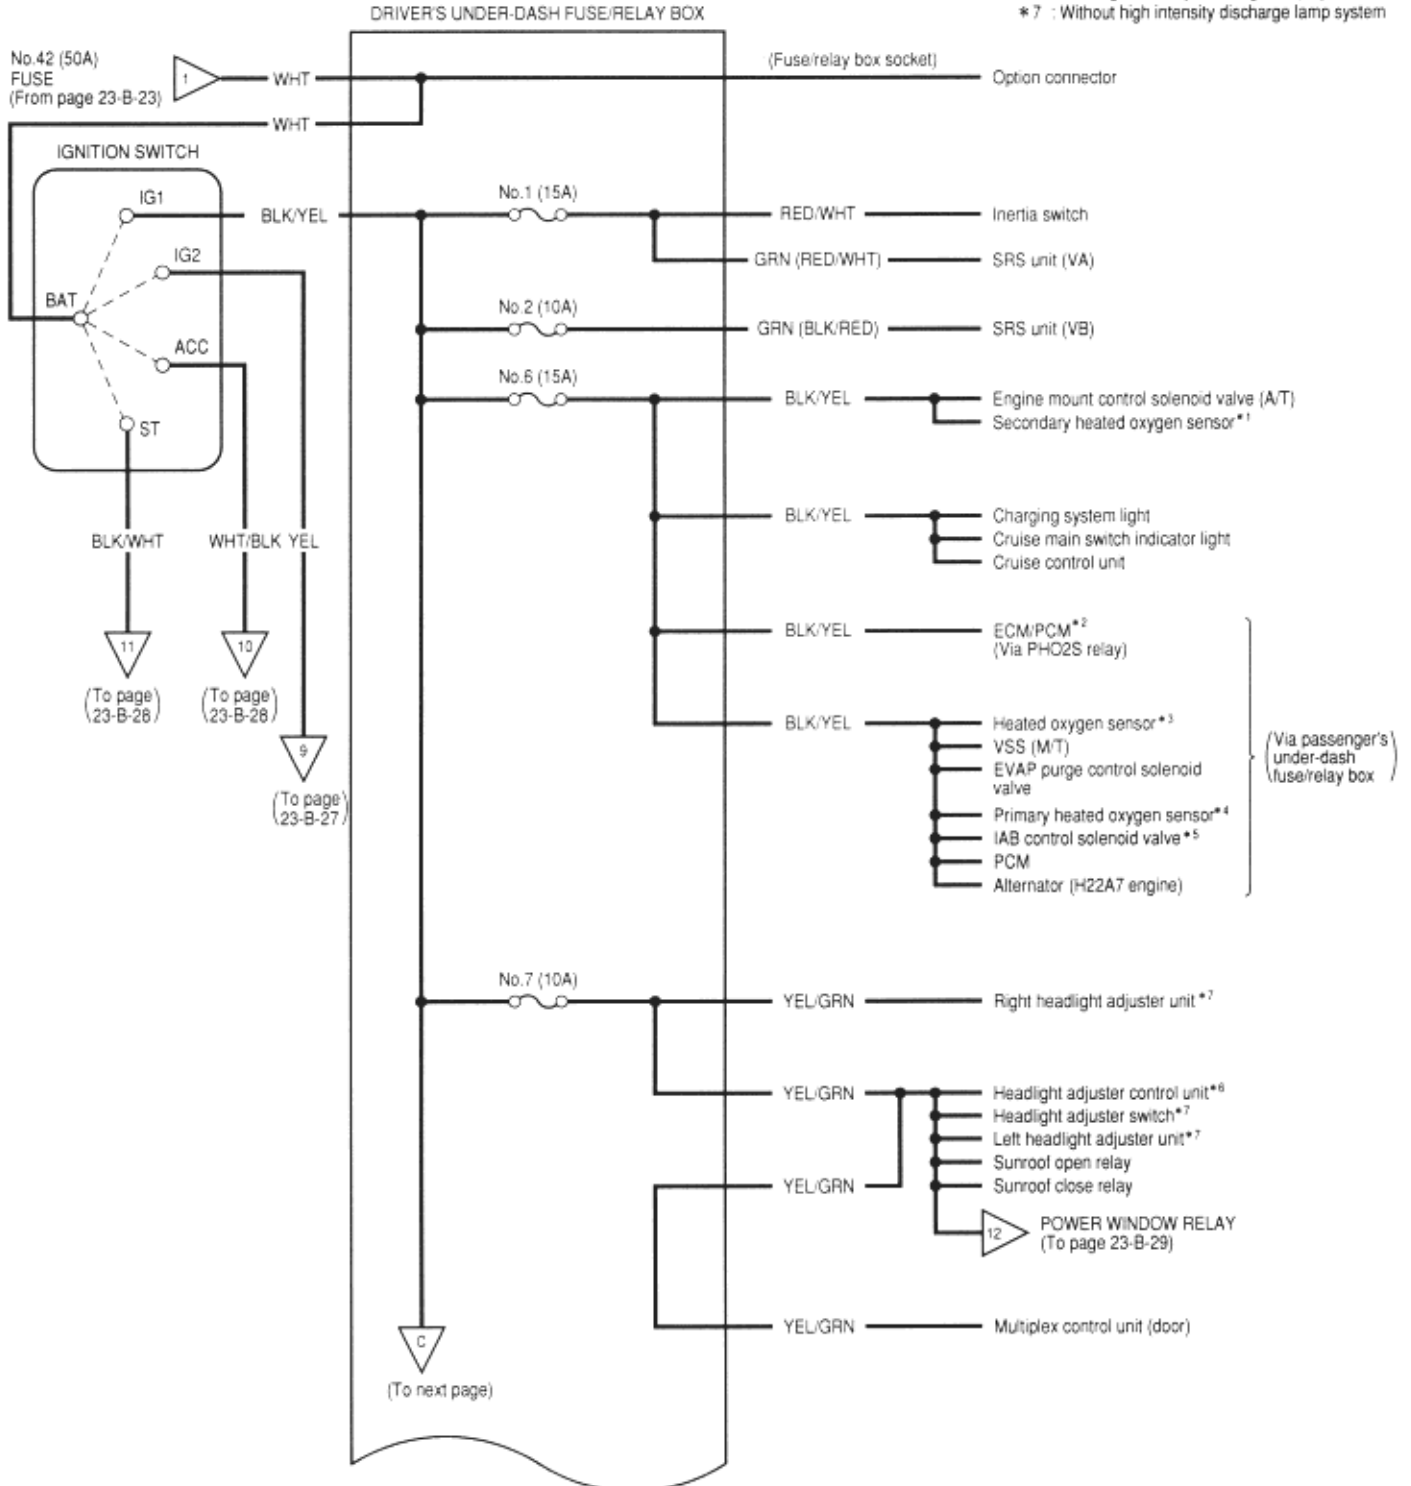 DRIVER'S UNDER-DASH FUSE/RELAY BOX
*7 : Without high intensity discharge lamp system
No.42 (50A)
FUSE
(From page 23-B-23)
1
WHT
(Fuse/relay box socket)
Option connector
WHT
IGNITION SWITCH
IG1
BLK/YEL
No.1 (15A)
RED/WHT
Inertia switch
IG2
GRN (RED/WHT)
SRS unit (VA)
BAT
No.2 (10A)
GRN (BLK/RED)
SRS unit (VB)
ACC
No.6 (15A)
BLK/YEL
Engine mount control solenoid valve (A/T)
Secondary heated oxygen sensor*1
ST
BLK/YEL
Charging system light
Cruise main switch indicator light
Cruise control unit
BLK/WHT
WHT/BLK
YEL
BLK/YEL
ECM/PCM*2
(Via PHO2S relay)
11
(To page
23-B-28)
10
(To page
23-B-28)
9
(To page
23-B-27)
BLK/YEL
Heated oxygen sensor*3
VSS (M/T)
EVAP purge control solenoid
valve
Primary heated oxygen sensor*4
IAB control solenoid valve*5
PCM
Alternator (H22A7 engine)
(Via passenger's
under-dash
fuse/relay box)
No.7 (10A)
YEL/GRN
Right headlight adjuster unit*7
YEL/GRN
Headlight adjuster control unit*6
Headlight adjuster switch*7
Left headlight adjuster unit*7
Sunroof open relay
YEL/GRN
Sunroof close relay
12
POWER WINDOW RELAY
(To page 23-B-29)
YEL/GRN
Multiplex control unit (door)
C
(To next page)